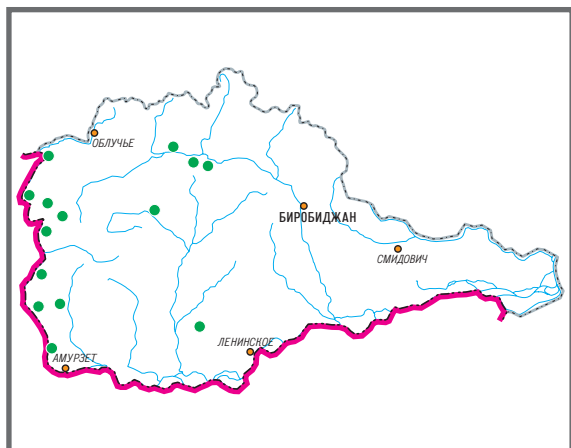 ОБЛУЧЬЕ
БИРОБИДЖАН
СМИДОВИЧ
ЛЕНИНСКОЕ
АМУРЗЕТ